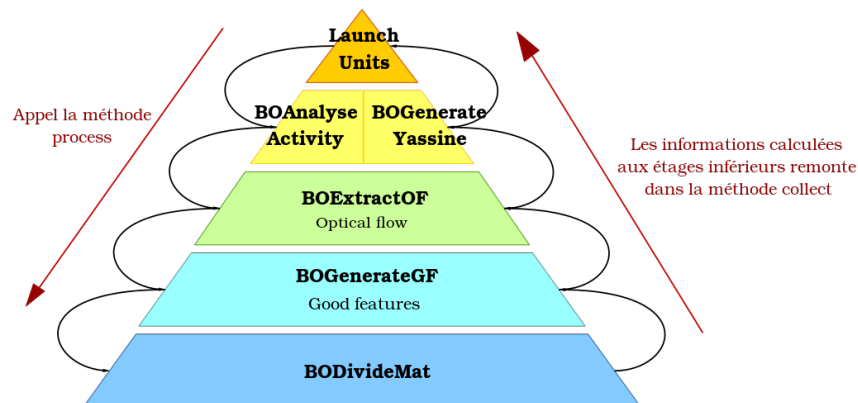 Launch
Units
BOAnalyse
Activity
BOGenerate
Yassine
Appel la méthode
process
Les informations calculées
aux étages inférieurs remonte
dans la méthode collect
BOExtractOF
Optical flow
BOGenerateGF
Good features
BODivideMat